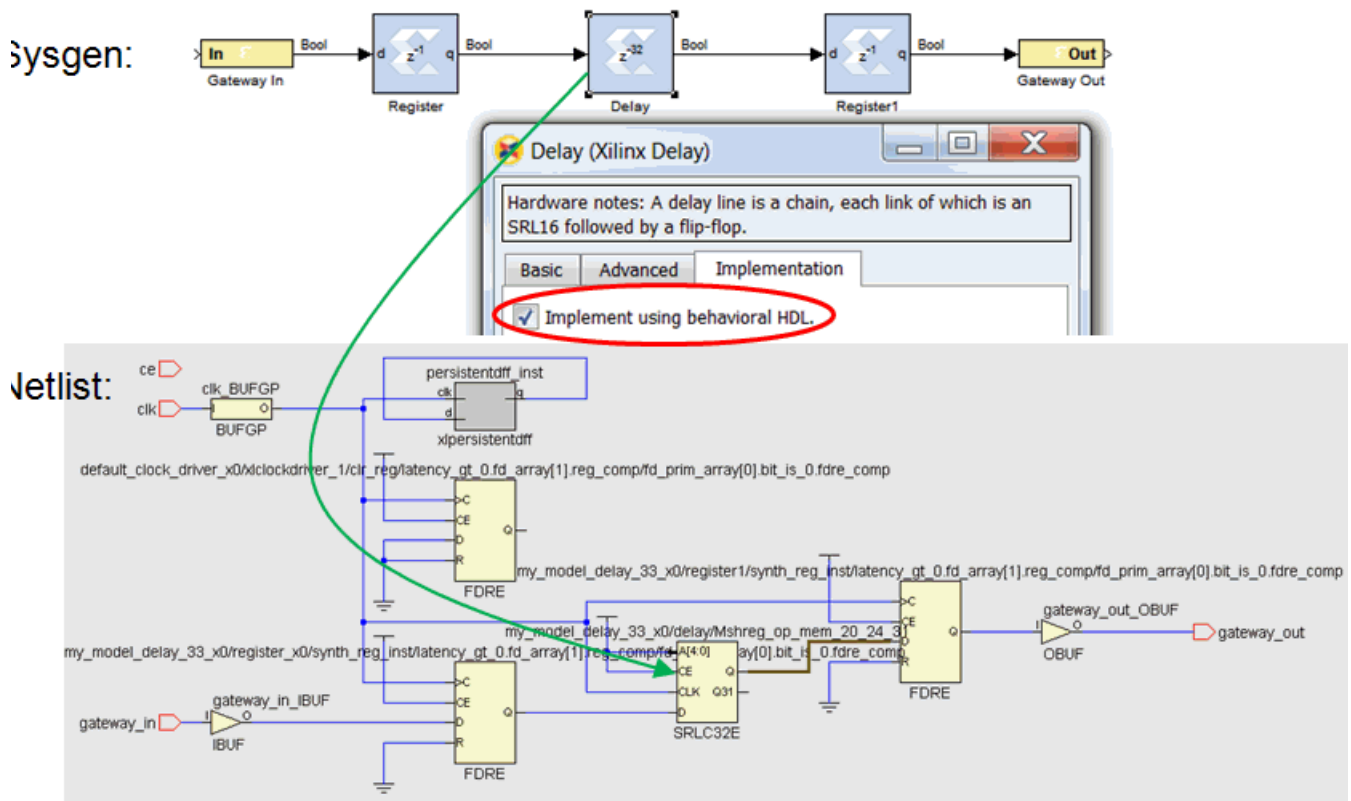 Sysgen:
In
Gateway In
Bool
d z-1 q
Register
Bool
z-32
Delay
Bool
d z-1 q
Register1
Bool
Out
Gateway Out
Delay (Xilinx Delay)
Hardware notes: A delay line is a chain, each link of which is an
SRL16 followed by a flip-flop.
Basic Advanced Implementation
Implement using behavioral HDL.
Netlist:
ce
clk
clk_BUFGP
I O
BUFGP
persistentdff_inst
clk q
d
xlpersistentdff
default_clock_driver_x0/xlclockdriver_1/clr_reg/latency_gt_0.fd_array[1].reg_comp/fd_prim_array[0].bit_is_0.fdre_comp
C
CE
D Q
R
FDRE
my_model_delay_33_x0/register1/synth_reg_inst/latency_gt_0.fd_array[1].reg_comp/fd_prim_array[0].bit_is_0.fdre_comp
C
CE
D Q
R
FDRE
gateway_out_OBUF
I O
OBUF
gateway_out
my_model_delay_33_x0/delay/Mshreg_op_mem_20_24_31
A[4:0]
CE Q
CLK Q31
D
SRLC32E
my_model_delay_33_x0/register_x0/synth_reg_inst/latency_gt_0.fd_array[1].reg_comp/fd_
ay[0].bit_is_0.fdre_comp
C
CE
D Q
R
FDRE
gateway_in
gateway_in_IBUF
I O
IBUF